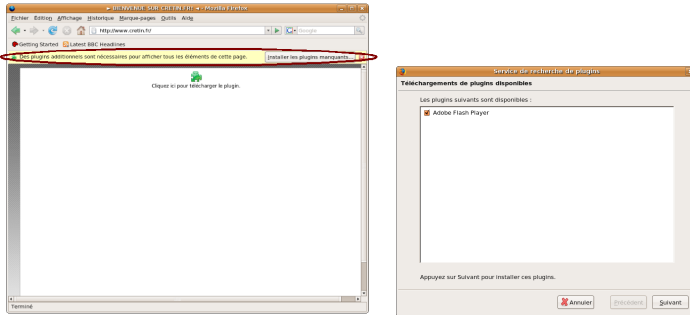 ► BIENVENUE SUR CRETIN.FR! ◄ - Mozilla Firefox
Fichier Édition Affichage Historique Marque-pages Outils Aide
http://www.cretin.fr/
Google
Getting Started Latest BBC Headlines
Des plugins additionnels sont nécessaires pour afficher tous les éléments de cette page. Installer les plugins manquants...
Cliquez ici pour télécharger le plugin.
Terminé
Service de recherche de plugins
Téléchargements de plugins disponibles
Les plugins suivants sont disponibles :
Adobe Flash Player
Appuyez sur Suivant pour installer ces plugins.
Annuler Précédent Suivant